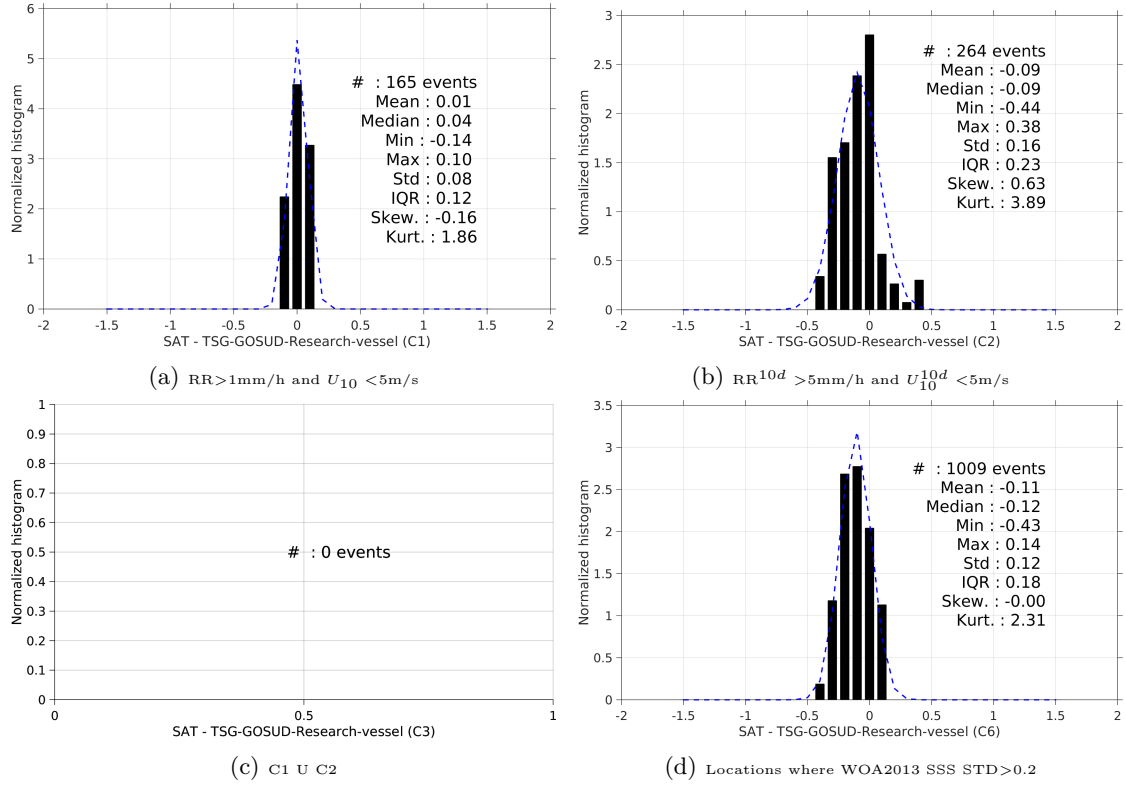 6
5
4
3
2
1
0
Normalized histogram
# : 165 events
Mean : 0.01
Median : 0.04
Min : -0.14
Max : 0.10
Std : 0.08
IQR : 0.12
Skew. : -0.16
Kurt. : 1.86
-2 -1.5 -1 -0.5 0 0.5 1 1.5 2
SAT - TSG-GOSUD-Research-vessel (C1)
(a) RR>1mm/h and U10 <5m/s
3
2.5
2
1.5
1
0.5
0
Normalized histogram
# : 264 events
Mean : -0.09
Median : -0.09
Min : -0.44
Max : 0.38
Std : 0.16
IQR : 0.23
Skew. : 0.63
Kurt. : 3.89
-2 -1.5 -1 -0.5 0 0.5 1 1.5 2
SAT - TSG-GOSUD-Research-vessel (C2)
(b) RR^10d >5mm/h and U_10^10d <5m/s
1
0.9
0.8
0.7
0.6
0.5
0.4
0.3
0.2
0.1
0
Normalized histogram
# : 0 events
0 0.5 1
SAT - TSG-GOSUD-Research-vessel (C3)
(c) C1 U C2
3.5
3
2.5
2
1.5
1
0.5
0
Normalized histogram
# : 1009 events
Mean : -0.11
Median : -0.12
Min : -0.43
Max : 0.14
Std : 0.12
IQR : 0.18
Skew. : -0.00
Kurt. : 2.31
-2 -1.5 -1 -0.5 0 0.5 1 1.5 2
SAT - TSG-GOSUD-Research-vessel (C6)
(d) Locations where WOA2013 SSS STD>0.2